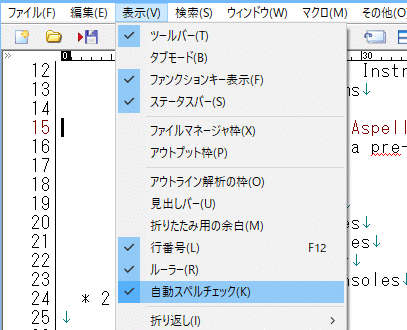 ファイル(F) 編集(E) 表示(V) 検索(S) ウィンドウ(W) マクロ(M) その他(O
ツールバー(T)
タブモード(B)
ファンクションキー表示(F)
ステータスバー(S)
ファイルマネージャ枠(X)
アウトプット枠(P)
アウトライン解析の枠(O)
見出しバー(U)
折りたたみ用の余白(M)
行番号(L) F12
ルーラー(R)
自動スペルチェック(K)
折り返し(I)
0 30
12 Instr
13 ns↓
14
15 Aspell
16 a pre-
17
18
19 ↓
20 s↓
21 es↓
22 ↓
23 nsoles↓
24 * 2
↓